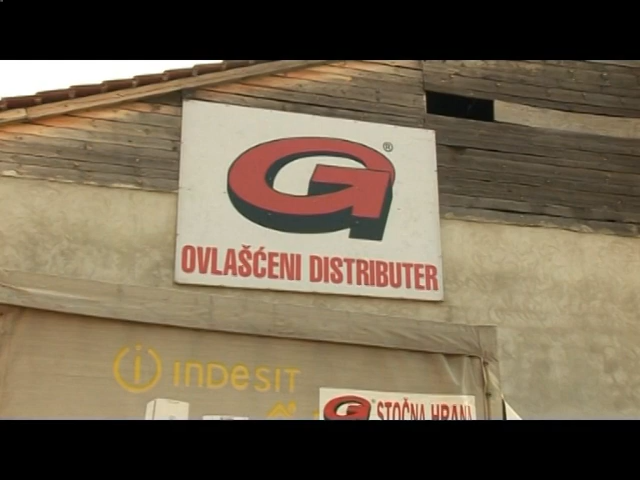 G®
OVLAŠĆENI DISTRIBUTER
i INDESIT
G® STOČNA HRANA